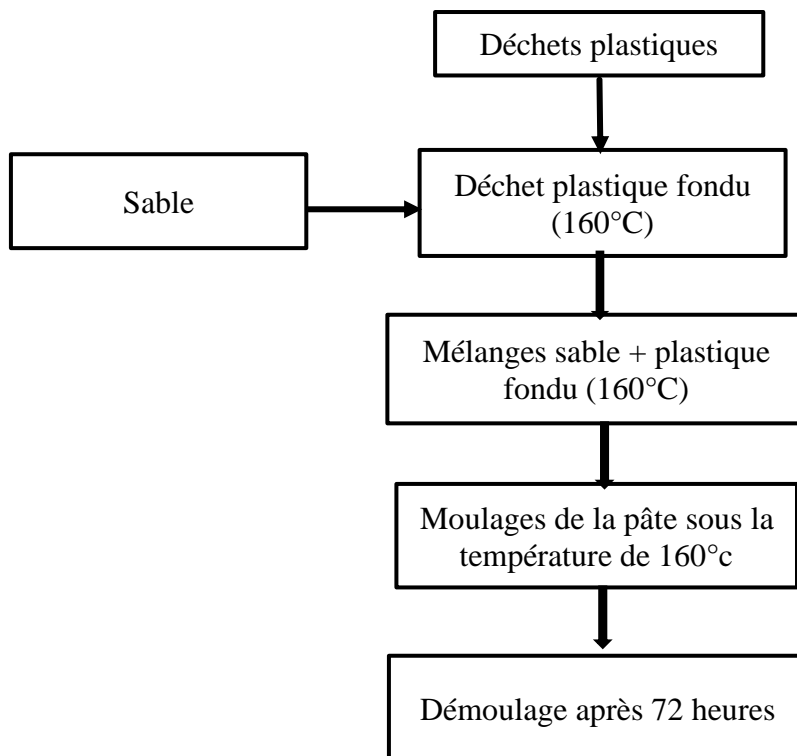 Déchets plastiques
Sable
Déchet plastique fondu
(160°C)
Mélanges sable + plastique
fondu (160°C)
Moulages de la pâte sous la
température de 160°c
Démoulage après 72 heures